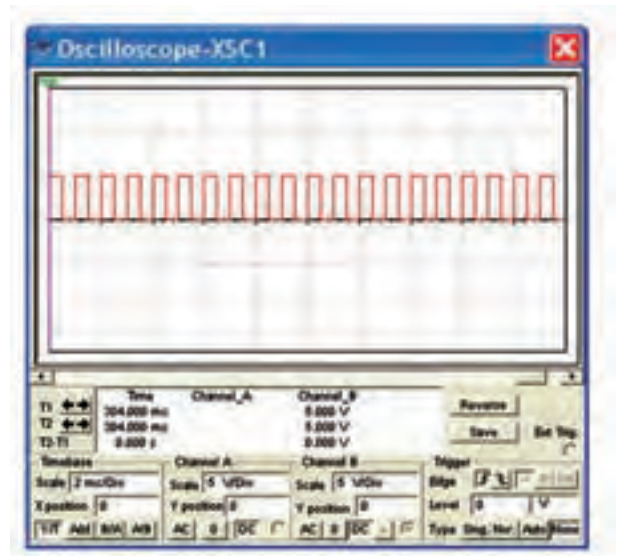 Oscilloscope-XSC1
Time Channel_A Channel_B
T1 304.000 ms 5.000 V
T2 304.000 ms 5.000 V
T2-T1 0.000 s 0.000 V
Reverse
Save Ext Trig.
Timebase Channel A Channel B Trigger
Scale 2 ms/Div Scale 5 V/Div Scale 5 V/Div Edge
X position 0 Y position 0 Y position 0 Level 0 V
Y/T Add B/A A/B AC 0 DC AC 0 DC - Type Sing. Nor. Auto None